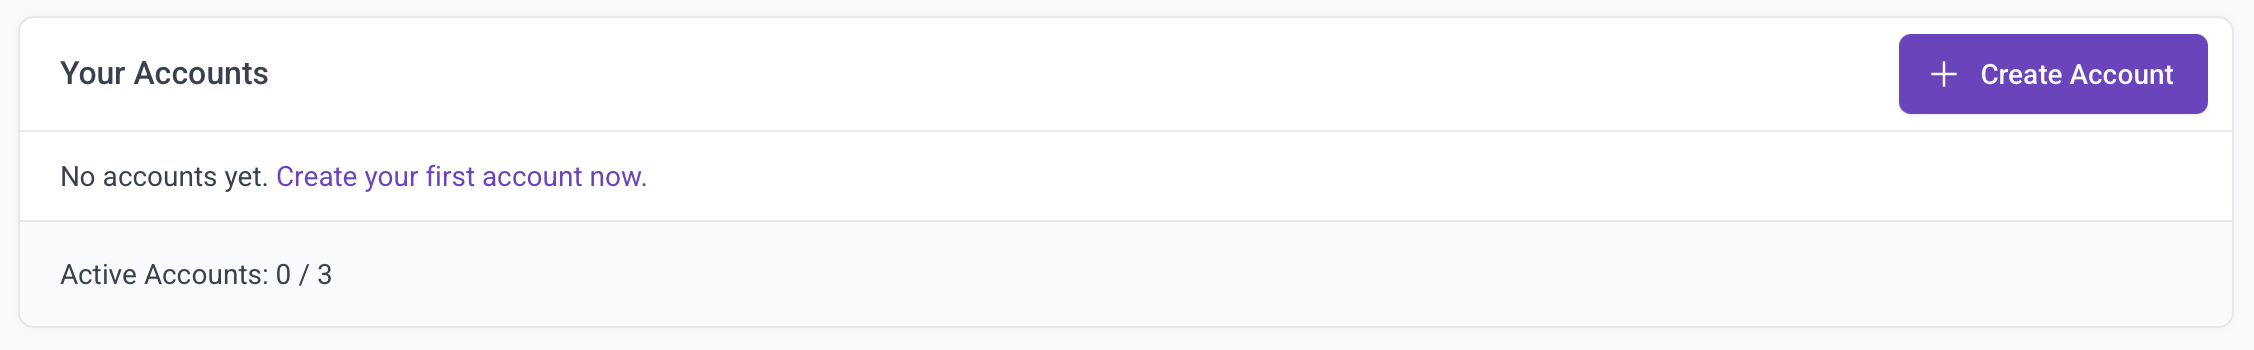 Your Accounts
Create Account
No accounts yet. Create your first account now.
Active Accounts: 0 / 3